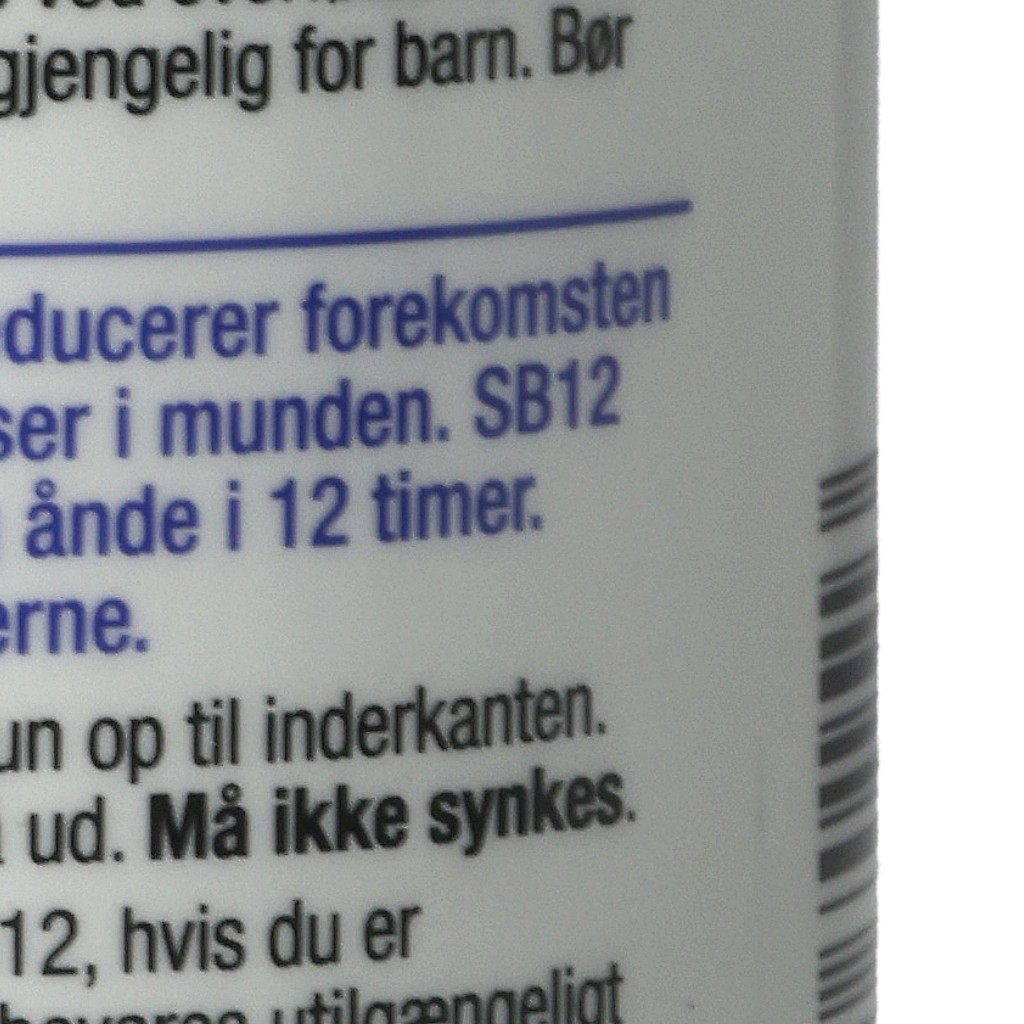 gjengelig for barn. Bør
ducerer forekomsten
ser i munden. SB12
ånde i 12 timer.
erne.
un op til inderkanten.
ud. Må ikke synkes.
12, hvis du er
utilgængeligt